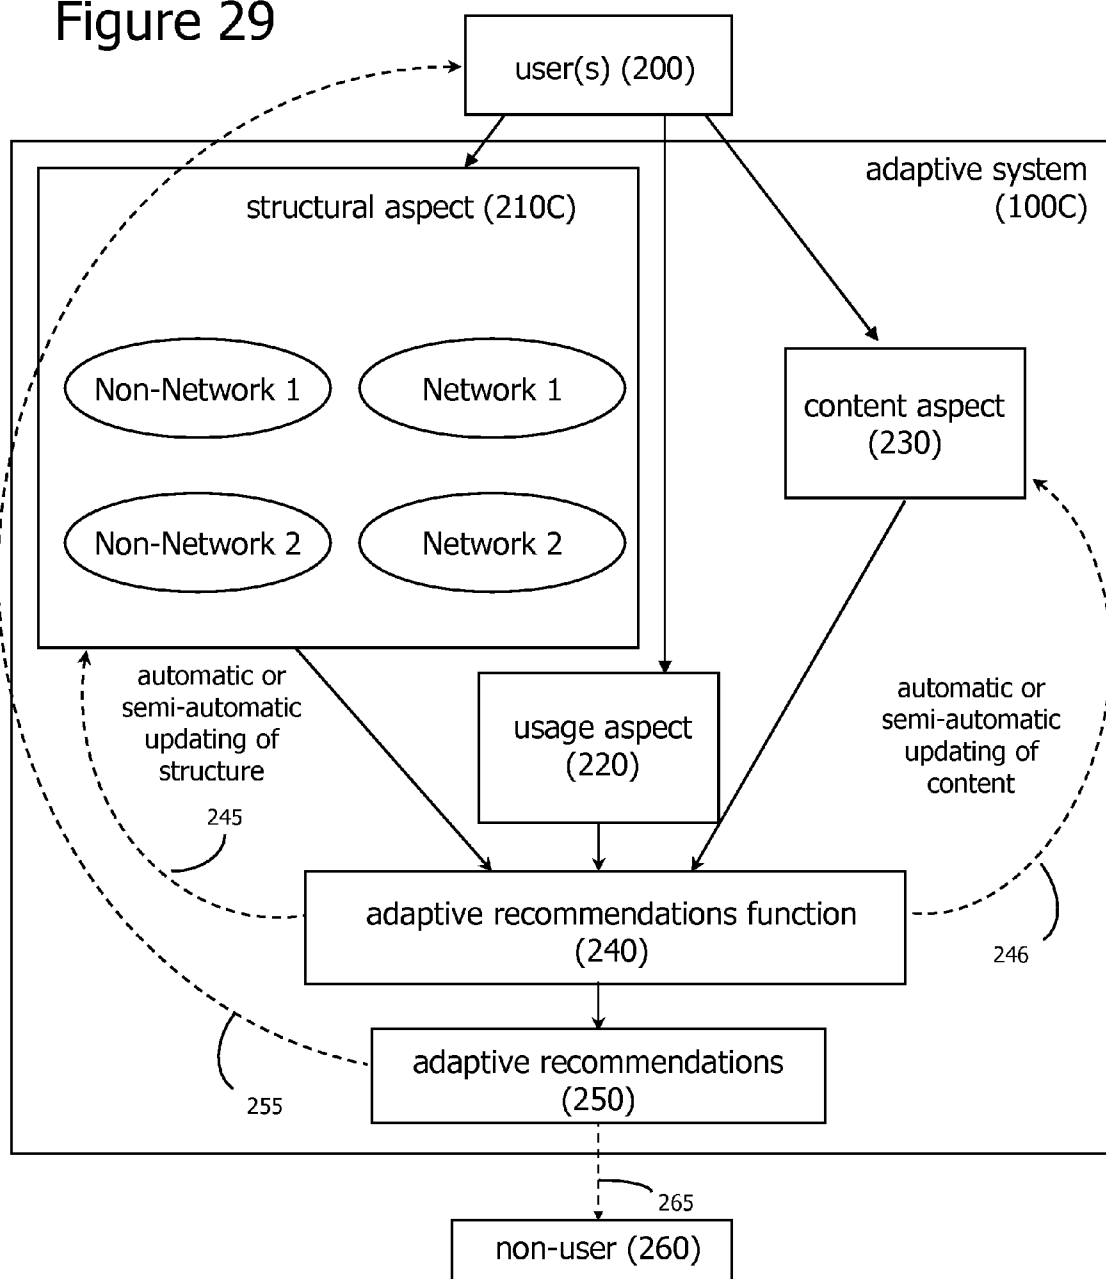 Figure 29
user(s) (200)
adaptive system
(100C)
structural aspect (210C)
Non-Network 1
Network 1
content aspect
(230)
Non-Network 2
Network 2
automatic or
semi-automatic
updating of
structure
usage aspect
(220)
automatic or
semi-automatic
updating of
content
245
adaptive recommendations function
(240)
246
adaptive recommendations
(250)
255
265
non-user (260)